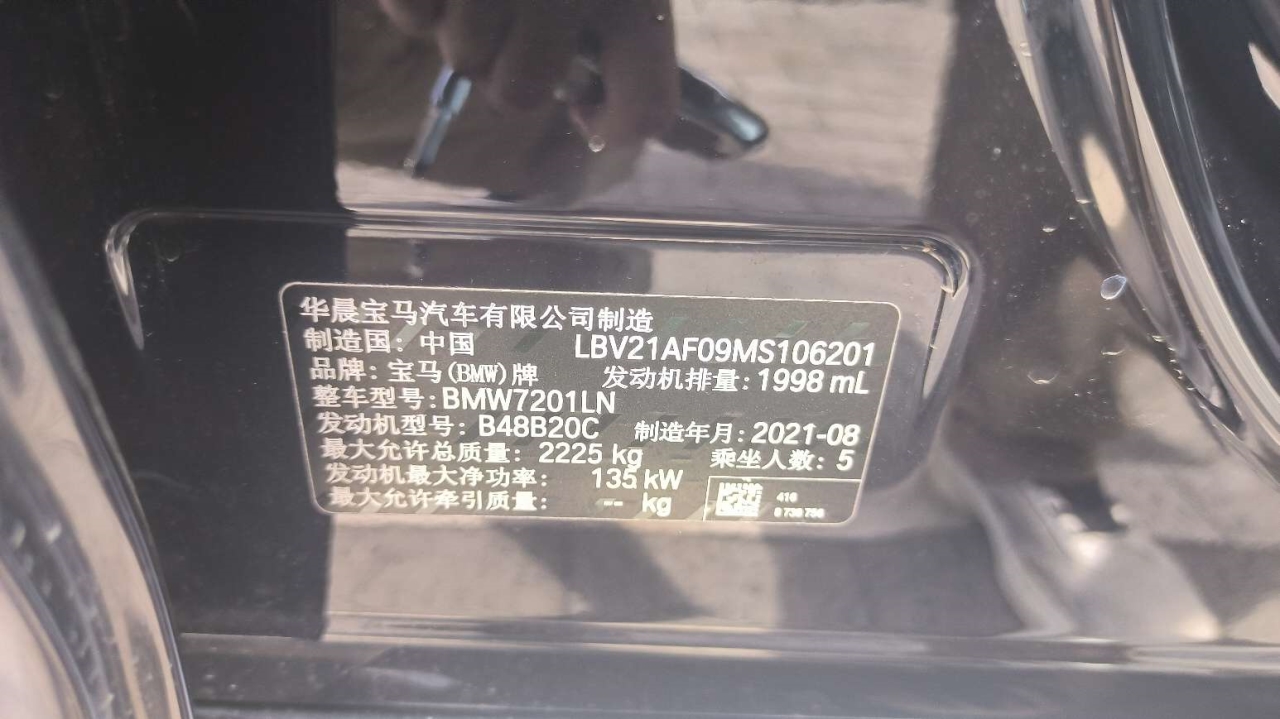 华晨宝马汽车有限公司制造
制造国: 中国 LBV21AF09MS106201
品牌: 宝马(BMW)牌 发动机排量: 1998 mL
整车型号: BMW7201LN
发动机型号: B48B20C 制造年月: 2021-08
最大允许总质量: 2225 kg 乘坐人数: 5
发动机最大净功率: 135 kW
最大允许牵引质量: -- kg
416